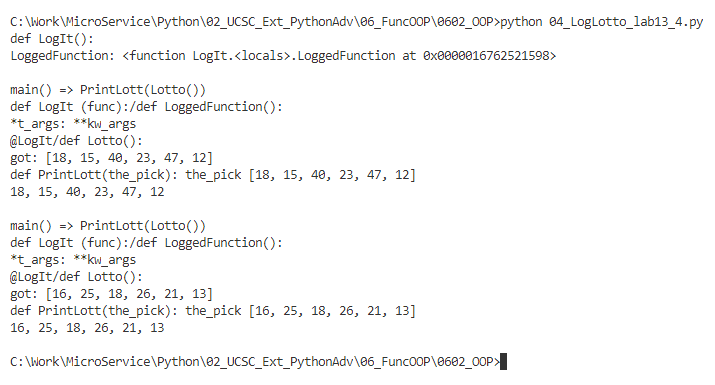 C:\Work\MicroService\Python\02_UCSC_Ext_PythonAdv\06_FuncOOP\0602_OOP>python 04_LogLotto_lab13_4.py
def LogIt():
LoggedFunction: <function LogIt.<locals>.LoggedFunction at 0x0000016762521598>
main() => PrintLott(Lotto())
def LogIt (func):/def LoggedFunction():
*t_args: **kw_args
@LogIt/def Lotto():
got: [18, 15, 40, 23, 47, 12]
def PrintLott(the_pick): the_pick [18, 15, 40, 23, 47, 12]
18, 15, 40, 23, 47, 12
main() => PrintLott(Lotto())
def LogIt (func):/def LoggedFunction():
*t_args: **kw_args
@LogIt/def Lotto():
got: [16, 25, 18, 26, 21, 13]
def PrintLott(the_pick): the_pick [16, 25, 18, 26, 21, 13]
16, 25, 18, 26, 21, 13
C:\Work\MicroService\Python\02_UCSC_Ext_PythonAdv\06_FuncOOP\0602_OOP>